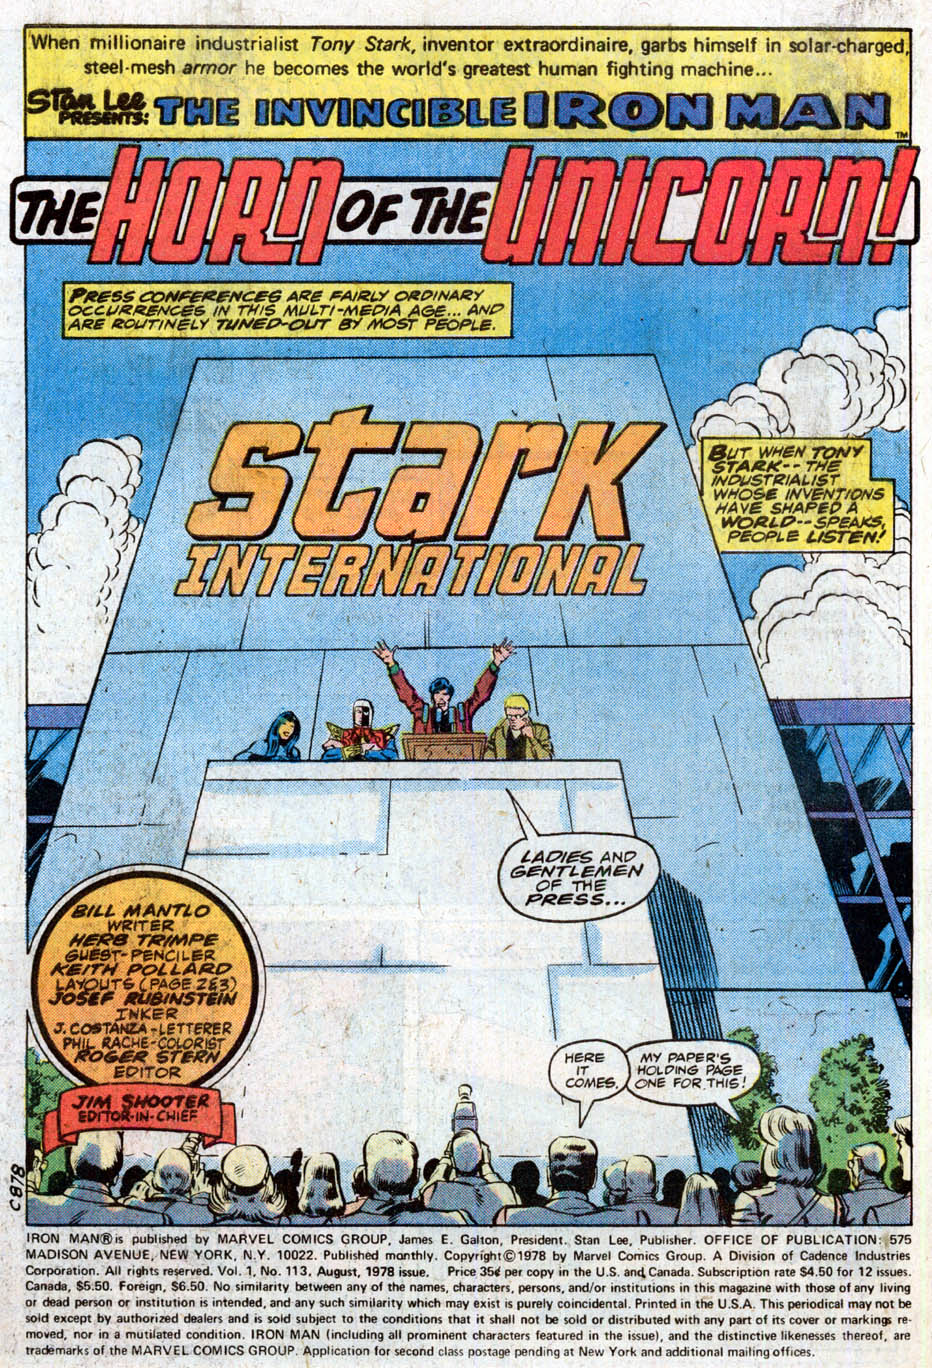 When millionaire industrialist Tony Stark, inventor extraordinaire, garbs himself in solar-charged,
steel-mesh armor he becomes the world's greatest human fighting machine...
Stan Lee
PRESENTS: THE INVINCIBLE IRON MAN
TM
THE HORN OF THE UNICORN!
PRESS CONFERENCES ARE FAIRLY ORDINARY
OCCURRENCES IN THIS MULTI-MEDIA AGE... AND
ARE ROUTINELY TUNED-OUT BY MOST PEOPLE.
stark
INTERNATIONAL
BUT WHEN TONY
STARK-- THE
INDUSTRIALIST
WHOSE INVENTIONS
HAVE SHAPED A
WORLD-- SPEAKS,
PEOPLE LISTEN!
LADIES AND
GENTLEMEN
OF THE
PRESS...
BILL MANTLO
WRITER
HERB TRIMPE
GUEST-PENCILER
KEITH POLLARD
LAYOUTS (PAGE 2&3)
JOSEF RUBINSTEIN
INKER
J. COSTANZA-LETTERER
PHIL RACHE-COLORIST
ROGER STERN
EDITOR
JIM SHOOTER
EDITOR-IN-CHIEF
HERE
IT
COMES.
MY PAPER'S
HOLDING PAGE
ONE FOR THIS!
C878
IRON MAN® is published by MARVEL COMICS GROUP, James E. Galton, President. Stan Lee, Publisher. OFFICE OF PUBLICATION: 575
MADISON AVENUE, NEW YORK, N.Y. 10022. Published monthly. Copyright © 1978 by Marvel Comics Group. A Division of Cadence Industries
Corporation. All rights reserved. Vol. 1, No. 113, August, 1978 issue. Price 35¢ per copy in the U.S. and Canada. Subscription rate $4.50 for 12 issues.
Canada, $5.50. Foreign, $6.50. No similarity between any of the names, characters, persons, and/or institutions in this magazine with those of any living
or dead person or institution is intended, and any such similarity which may exist is purely coincidental. Printed in the U.S.A. This periodical may not be
sold except by authorized dealers and is sold subject to the conditions that it shall not be sold or distributed with any part of its cover or markings re-
moved, nor in a mutilated condition. IRON MAN (including all prominent characters featured in the issue), and the distinctive likenesses thereof, are
trademarks of the MARVEL COMICS GROUP. Application for second class postage pending at New York and additional mailing offices.